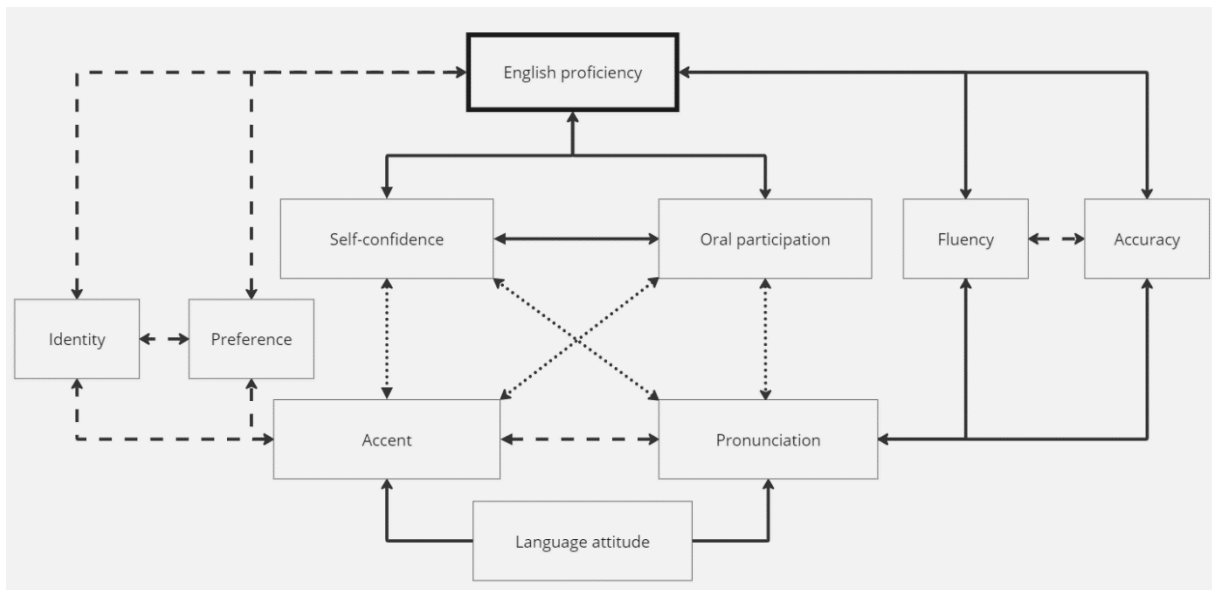 English proficiency
Self-confidence
Oral participation
Fluency
Accuracy
Identity
Preference
Accent
Pronunciation
Language attitude